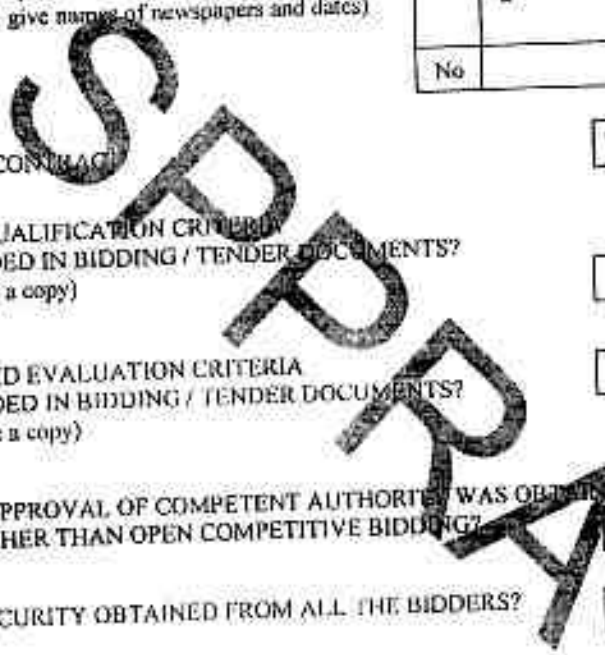 give names of newspapers and dates)
No
CONTRACT
UALIFICATION CRITERIA
DED IN BIDDING / TENDER DOCUMENTS?
a copy)
D EVALUATION CRITERIA
DED IN BIDDING / TENDER DOCUMENTS?
a copy)
PPROVAL OF COMPETENT AUTHORITY WAS OBTAIN
HER THAN OPEN COMPETITIVE BIDDING?
CURITY OBTAINED FROM ALL THE BIDDERS?
SPPRA